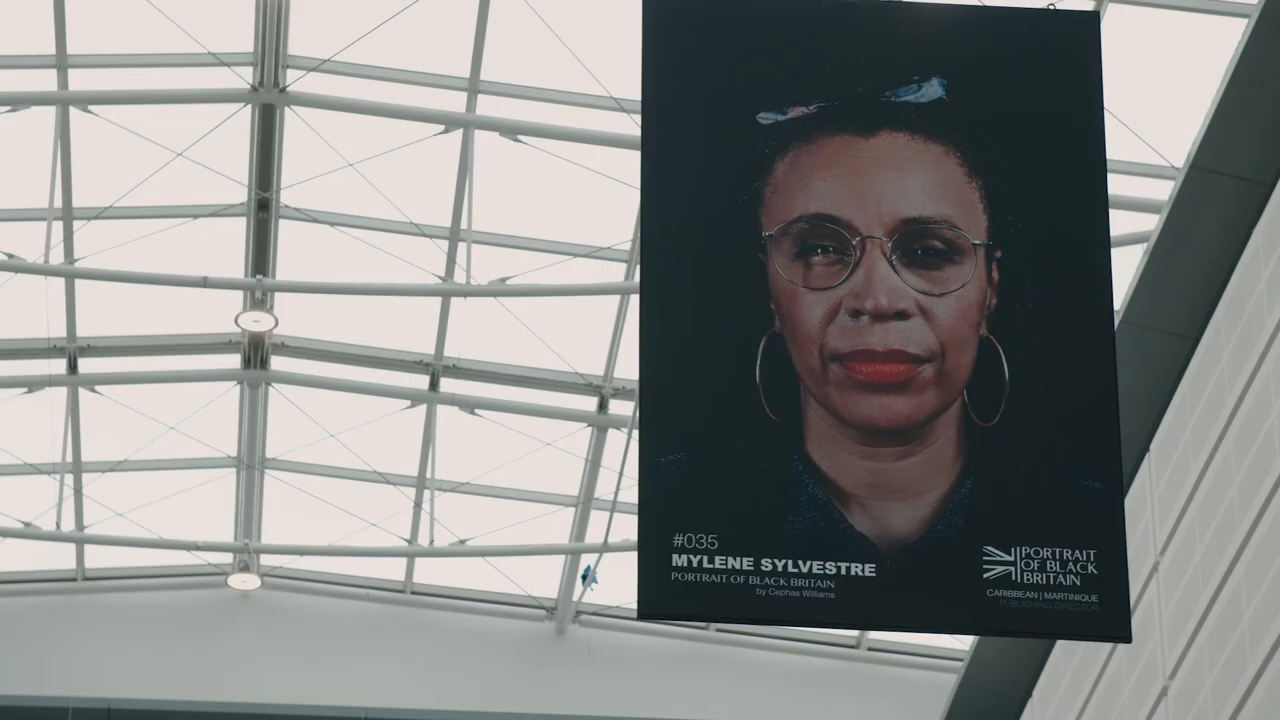 #035
MYLENE SYLVESTRE
PORTRAIT OF BLACK BRITAIN
by Cephas Williams
PORTRAIT
OF BLACK
BRITAIN
CARIBBEAN | MARTINIQUE
PUBLISHING DIRECTOR